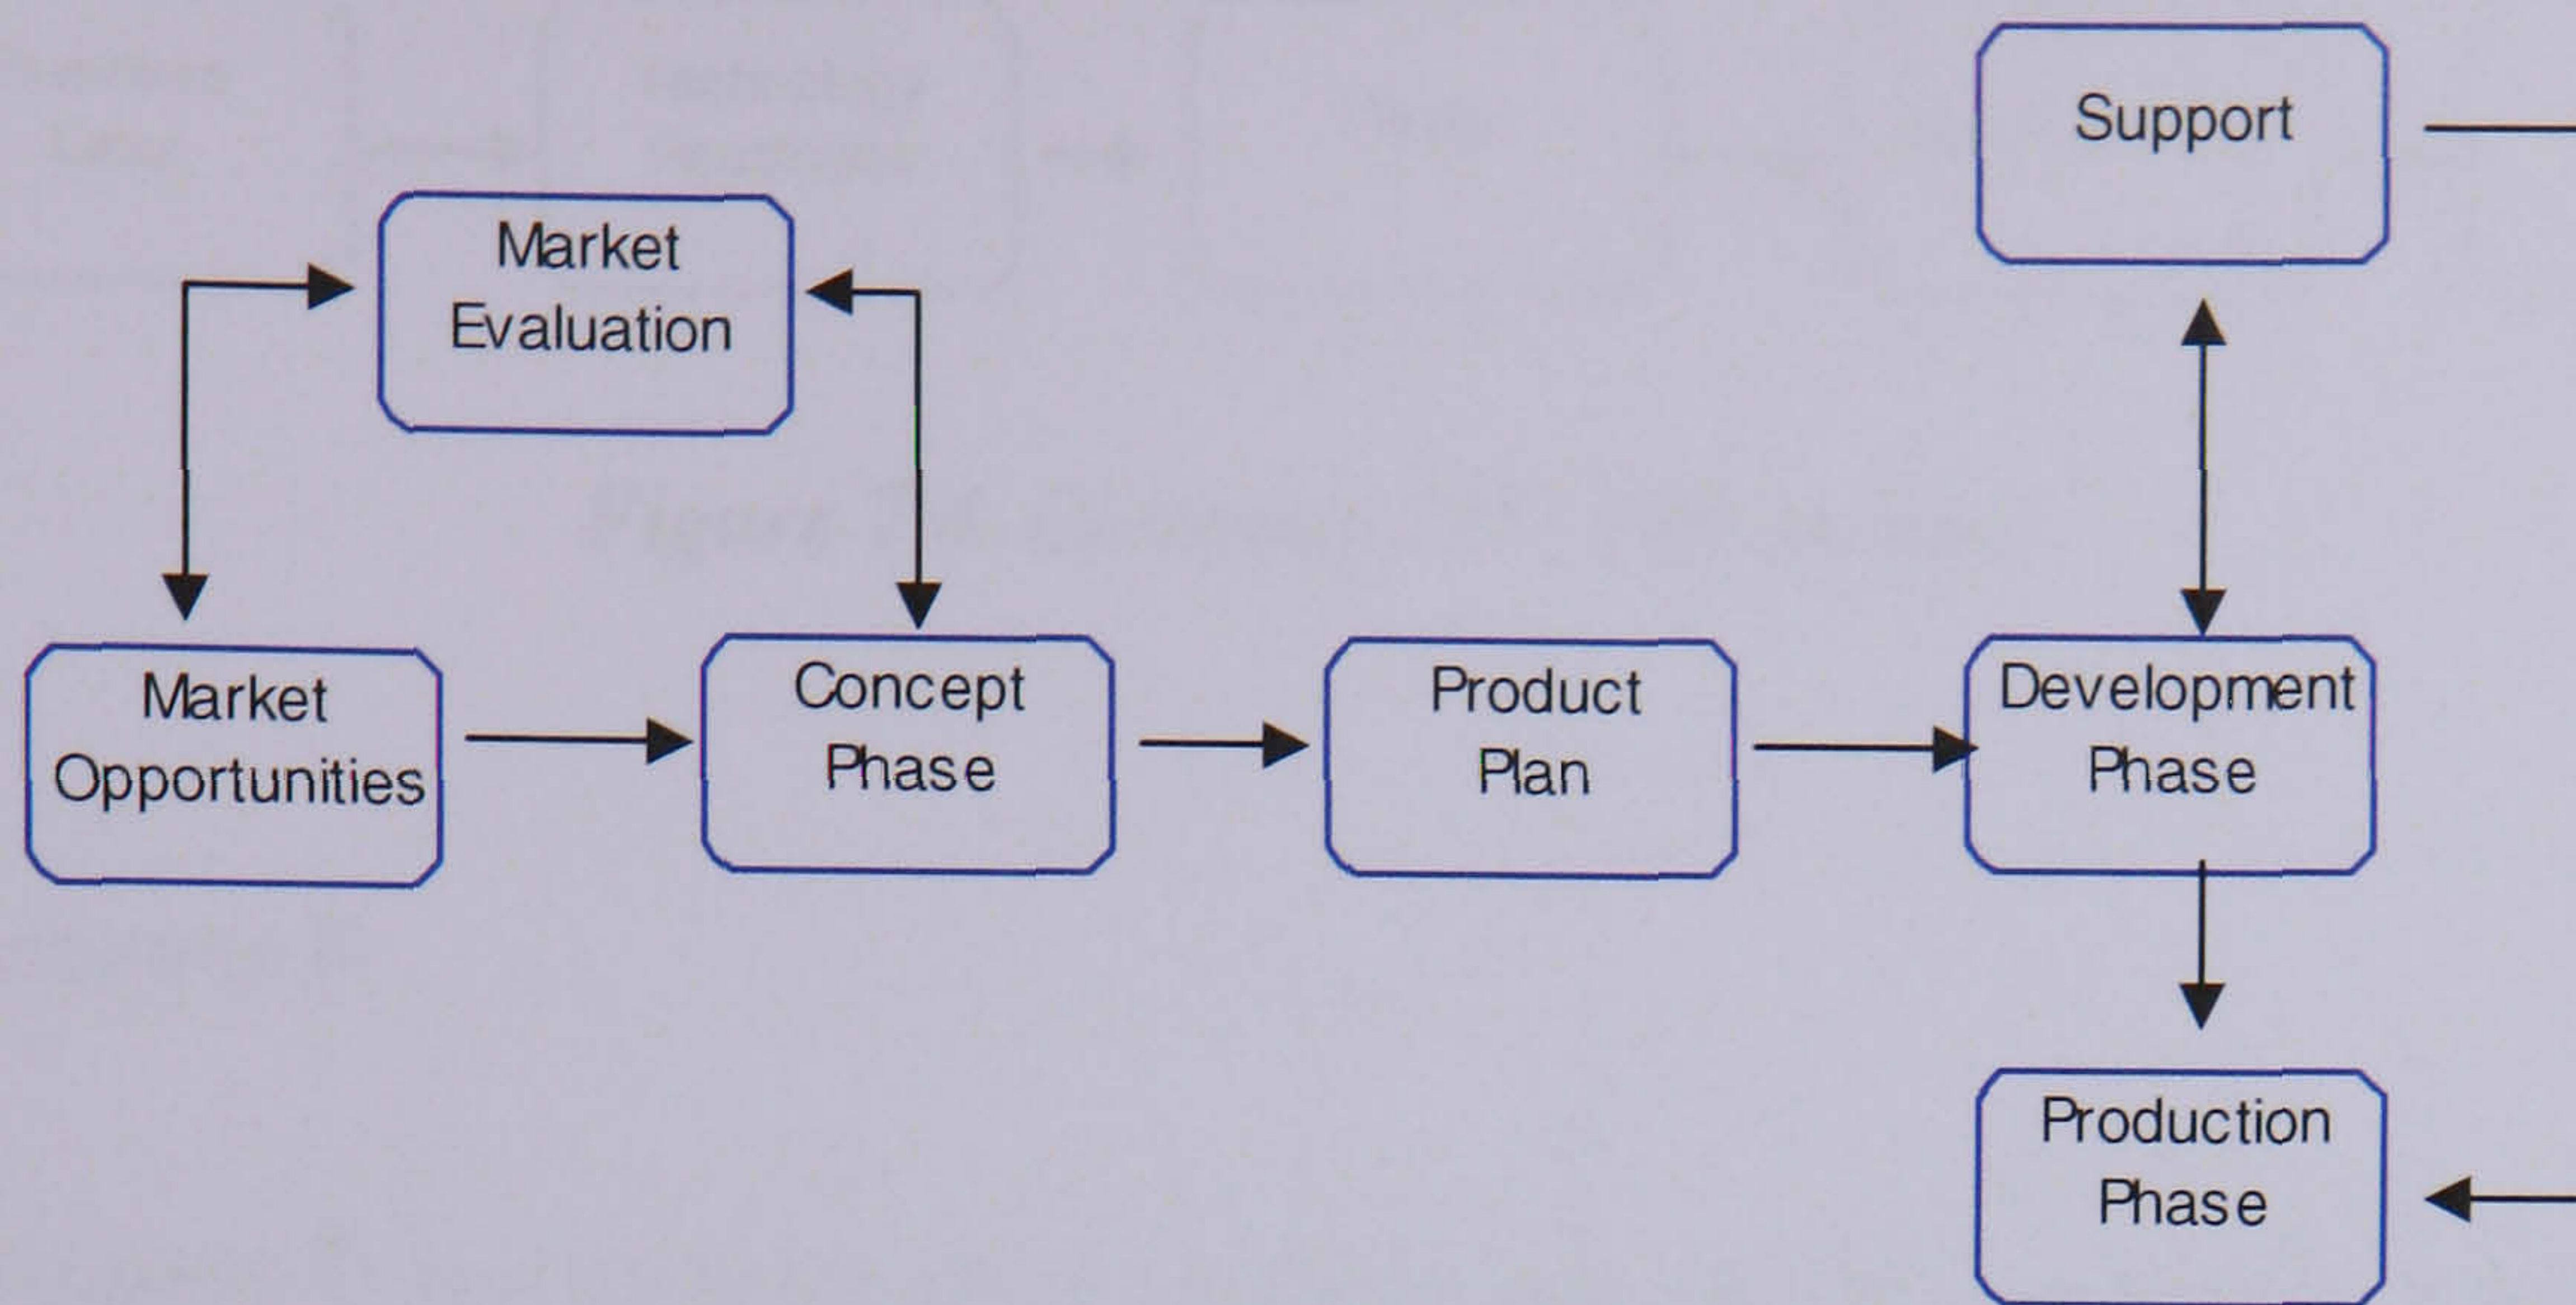 Support
Market
Evaluation
Market
Opportunities
Concept
Phase
Product
Plan
Development
Phase
Production
Phase